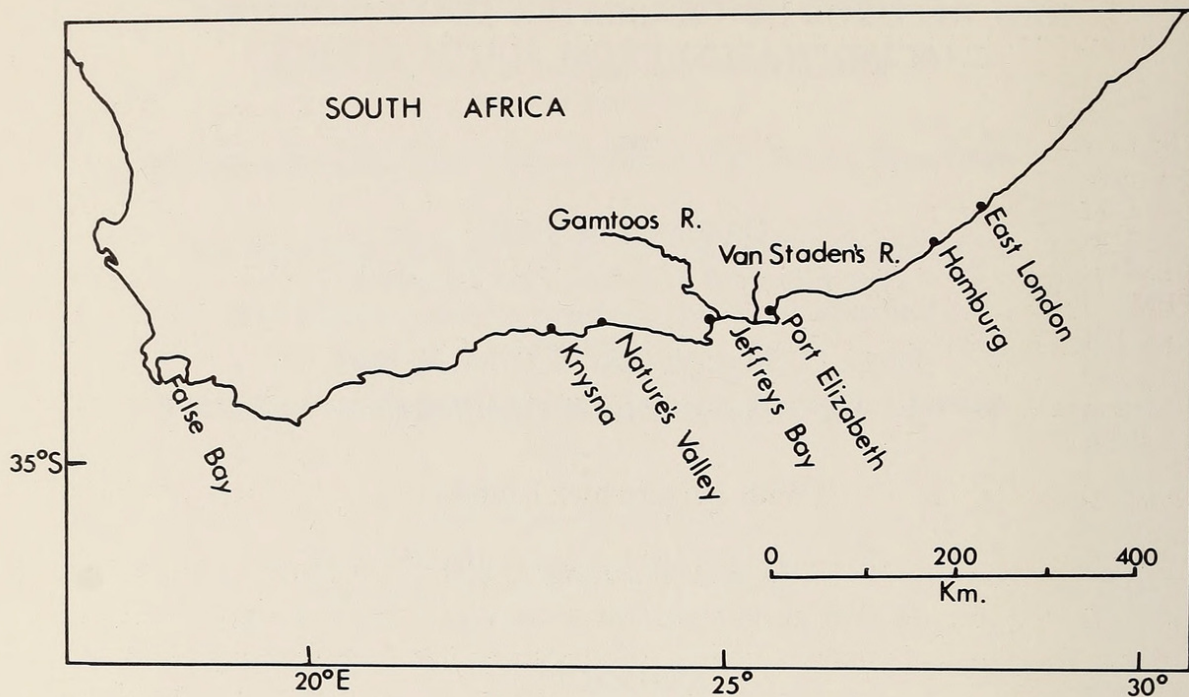 SOUTH AFRICA
Gamtoos R.
Van Staden's R.
East London
Hamburg
Port Elizabeth
Jeffreys Bay
Nature's Valley
Knysna
False Bay
35°S
0 200 400
Km.
20°E 25° 30°